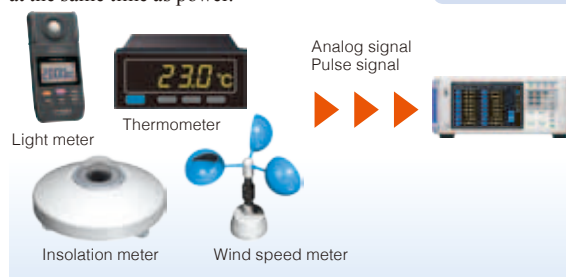 at the same time as power.
Analog signal
Pulse signal
23.0 °C
Thermometer
Light meter
Insolation meter
Wind speed meter